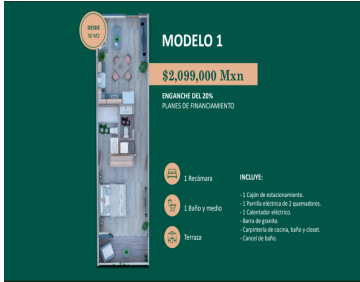 DESDE
50 M2
MODELO 1
$2,099,000 Mxn
ENGANCHE DEL 20%
PLANES DE FINANCIAMIENTO
1 Recámara
1 Baño y medio
Terraza
INCLUYE:
- 1 Cajón de estacionamiento.
- 1 Parrilla eléctrica de 2 quemadores.
- 1 Calentador eléctrico.
- Barra de granito.
- Carpintería de cocina, baño y closet.
- Cancel de baño.